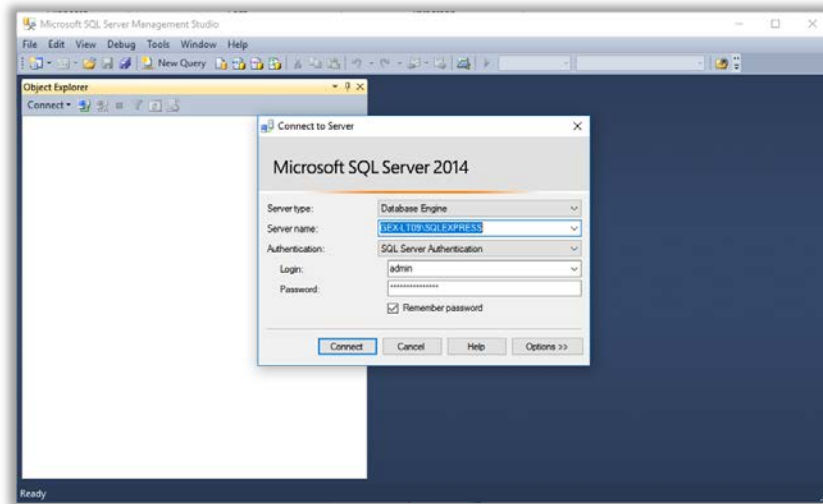 Microsoft SQL Server Management Studio
File Edit View Debug Tools Window Help
New Query
Object Explorer
Connect
Connect to Server
Microsoft SQL Server 2014
Server type: Database Engine
Server name: GEX-LT09\SQLEXPRESS
Authentication: SQL Server Authentication
Login: admin
Password: ***************
Remember password
Connect Cancel Help Options >>
Ready